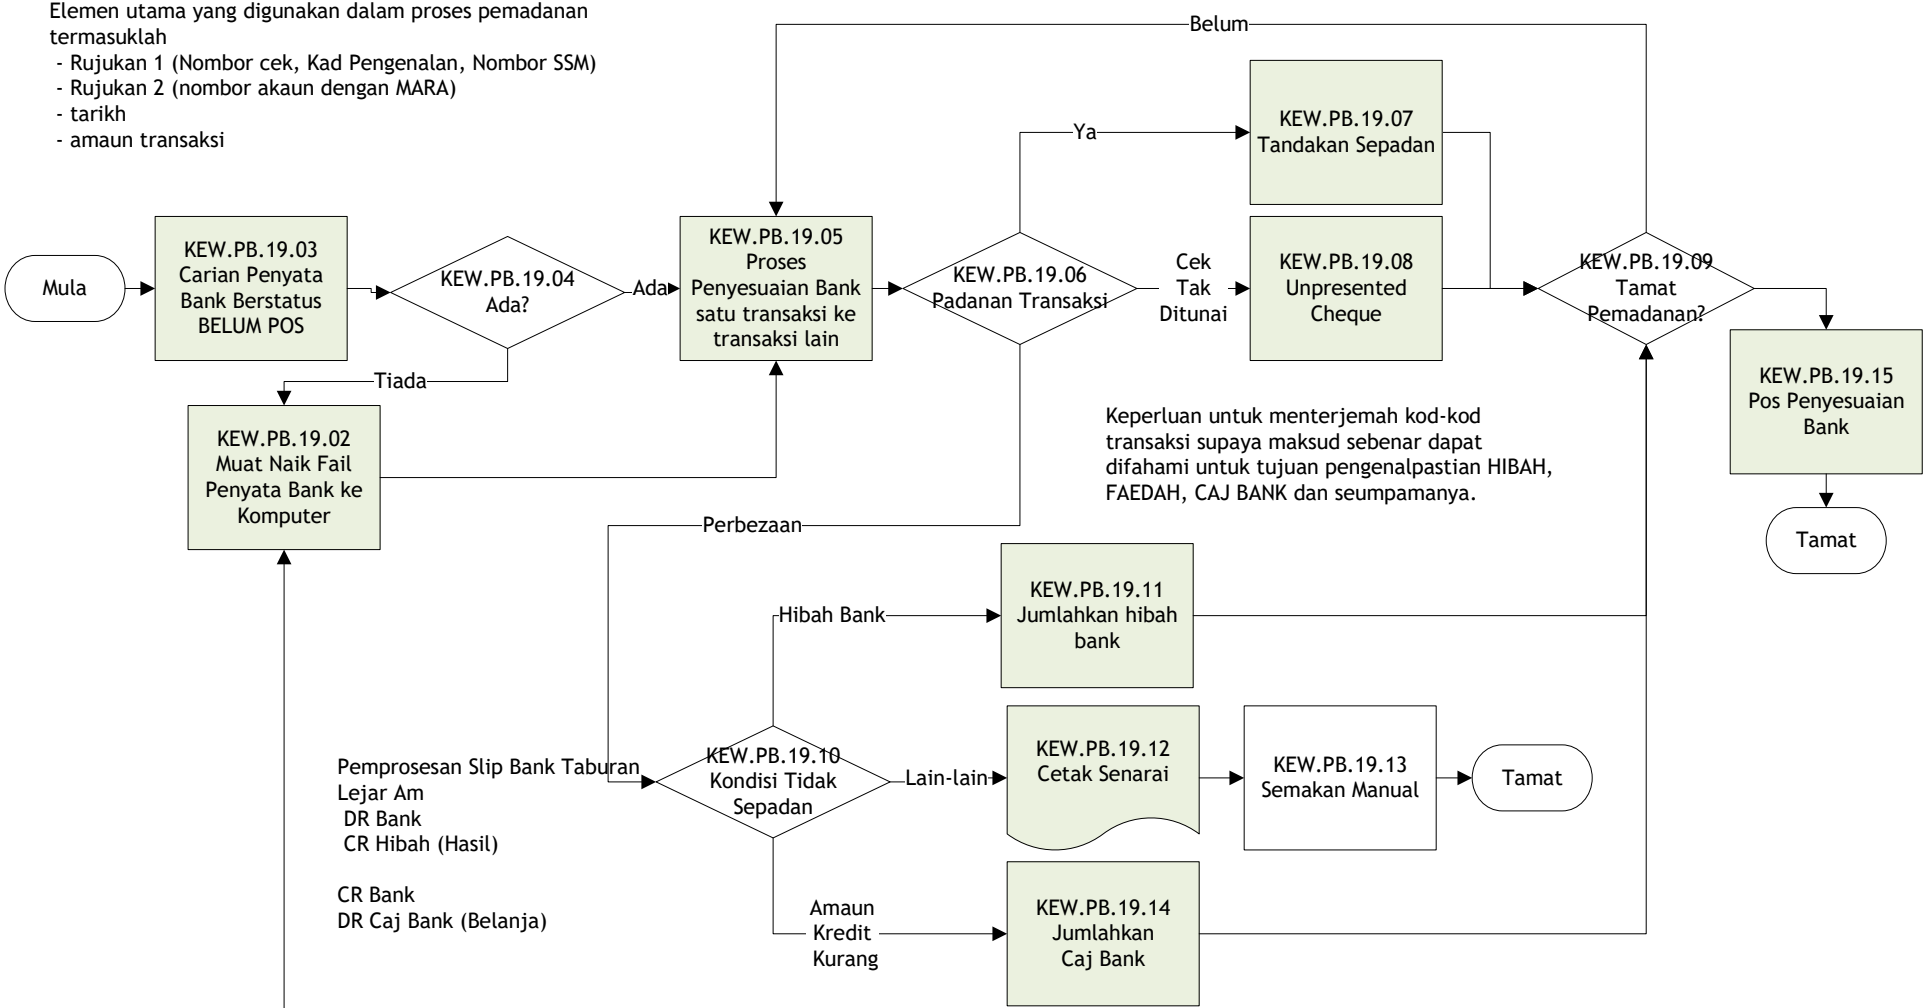 Elemen utama yang digunakan dalam proses pemadanan
termasuklah
- Rujukan 1 (Nombor cek, Kad Pengenalan, Nombor SSM)
- Rujukan 2 (nombor akaun dengan MARA)
- tarikh
- amaun transaksi
Belum
KEW.PB.19.07
Tandakan Sepadan
Ya
Mula
KEW.PB.19.03
Carian Penyata
Bank Berstatus
BELUM POS
KEW.PB.19.04
Ada?
Ada
KEW.PB.19.05
Proses
Penyesuaian Bank
satu transaksi ke
transaksi lain
KEW.PB.19.06
Padanan Transaksi
Cek
Tak
Ditunai
KEW.PB.19.08
Unpresented
Cheque
KEW.PB.19.09
Tamat
Pemadanan?
KEW.PB.19.15
Pos Penyesuaian
Bank
Tamat
Tiada
KEW.PB.19.02
Muat Naik Fail
Penyata Bank ke
Komputer
Keperluan untuk menterjemah kod-kod
transaksi supaya maksud sebenar dapat
difahami untuk tujuan pengenalpastian HIBAH,
FAEDAH, CAJ BANK dan seumpamanya.
Perbezaan
Hibah Bank
KEW.PB.19.11
Jumlahkan hibah
bank
Pemprosesan Slip Bank Taburan
Lejar Am
DR Bank
CR Hibah (Hasil)
CR Bank
DR Caj Bank (Belanja)
KEW.PB.19.10
Kondisi Tidak
Sepadan
Lain-lain
KEW.PB.19.12
Cetak Senarai
KEW.PB.19.13
Semakan Manual
Tamat
Amaun
Kredit
Kurang
KEW.PB.19.14
Jumlahkan
Caj Bank